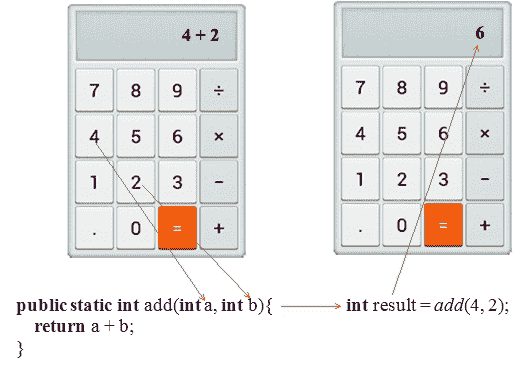 4 + 2
7 8 9 ÷
4 5 6 ×
1 2 3 −
. 0 = +
6
7 8 9 ÷
4 5 6 ×
1 2 3 −
. 0 = +
public static int add(int a, int b){
return a + b;
}
int result = add(4, 2);